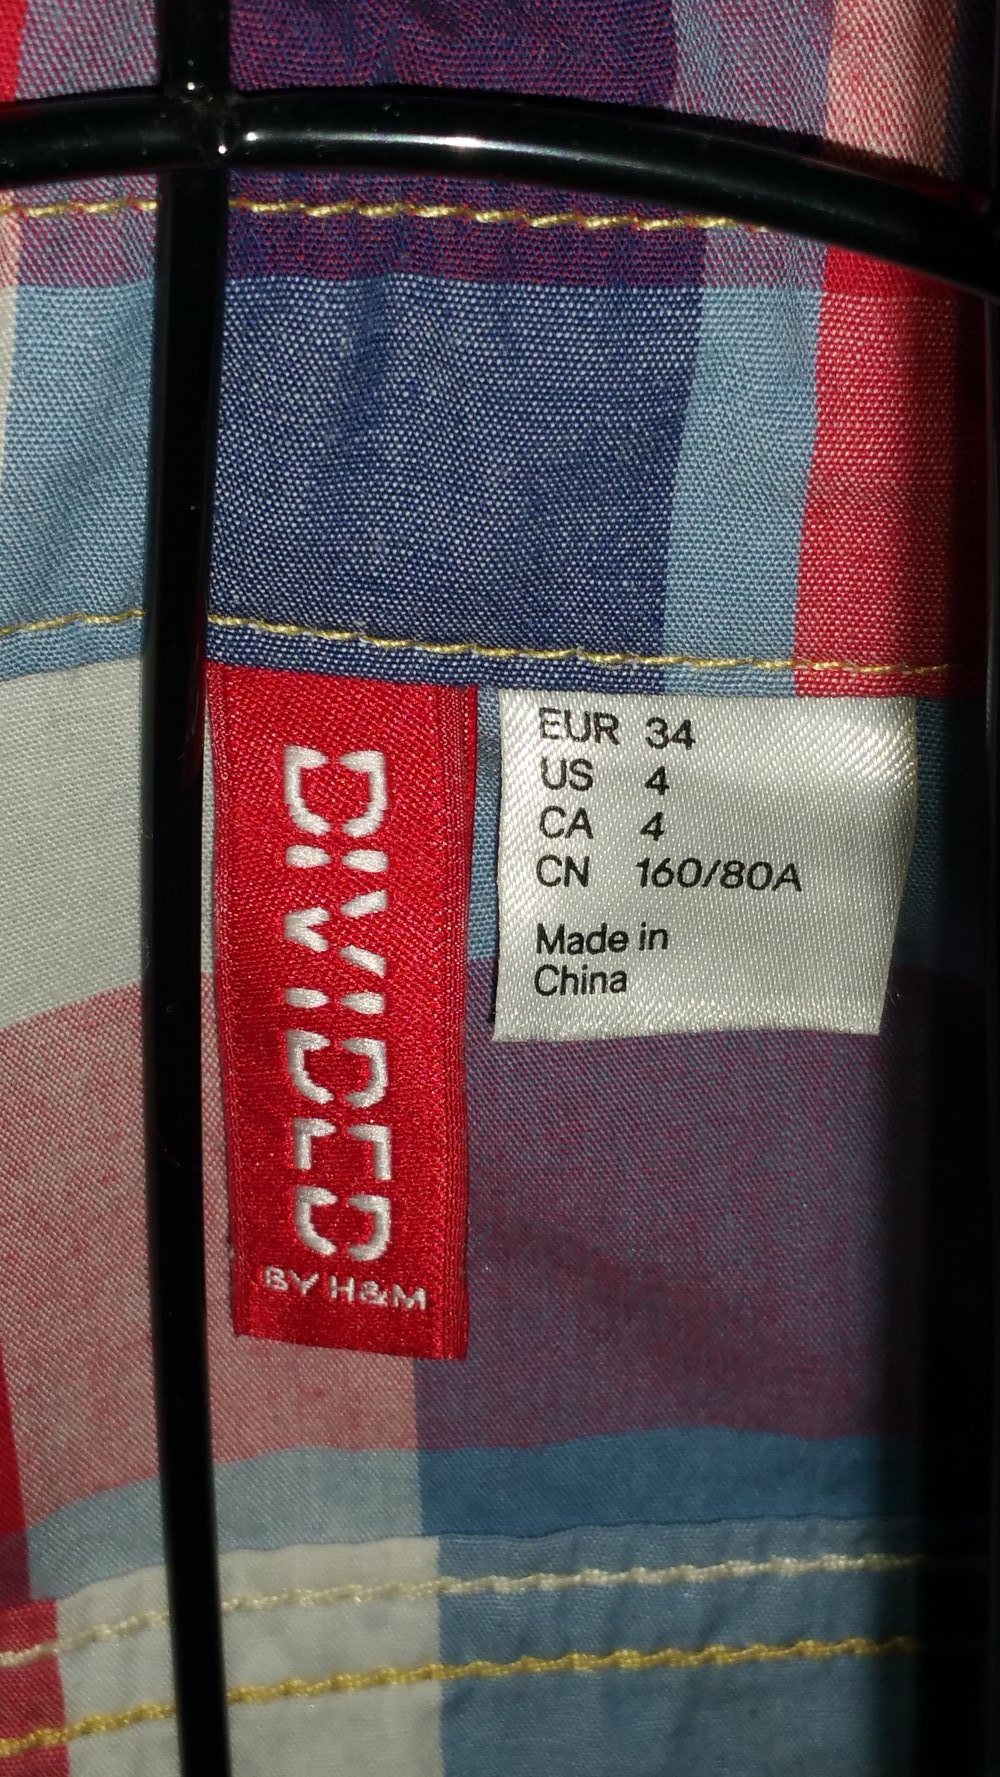 DIVIDED
BY H&M
EUR 34
US 4
CA 4
CN 160/80A
Made in
China